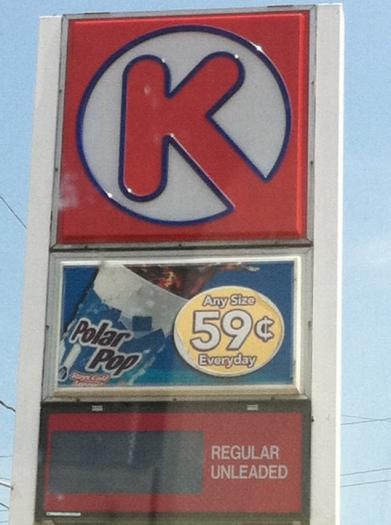 K
Polar
Pop
Any Size
59¢
Everyday
REGULAR
UNLEADED